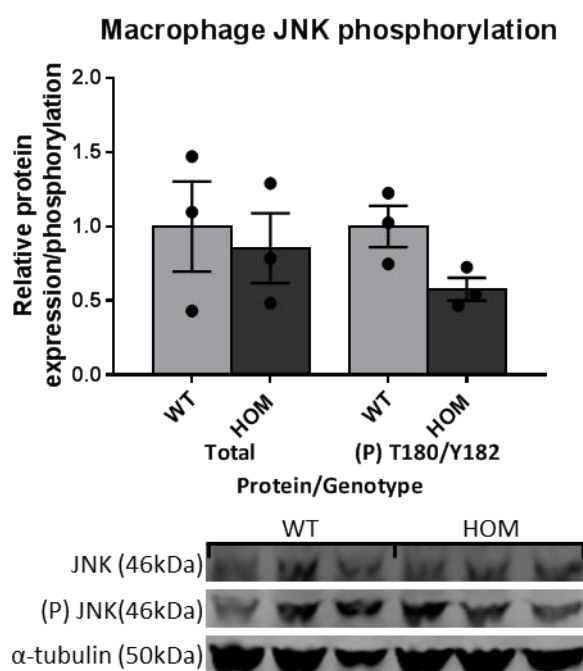 Macrophage JNK phosphorylation
Relative protein
expression/phosphorylation
2.0
1.5
1.0
0.5
0.0
WT
HOM
WT
HOM
Total
(P) T180/Y182
Protein/Genotype
WT
HOM
JNK (46kDa)
(P) JNK(46kDa)
α-tubulin (50kDa)